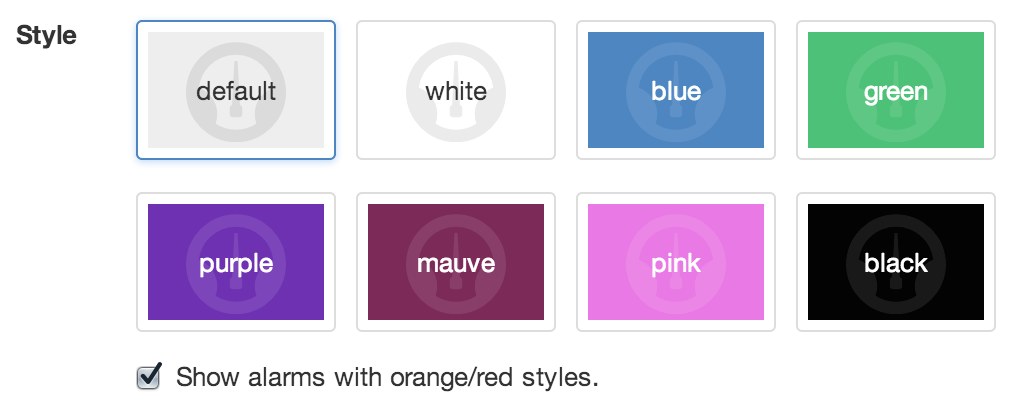 Style
default white blue green
purple mauve pink black
Show alarms with orange/red styles.